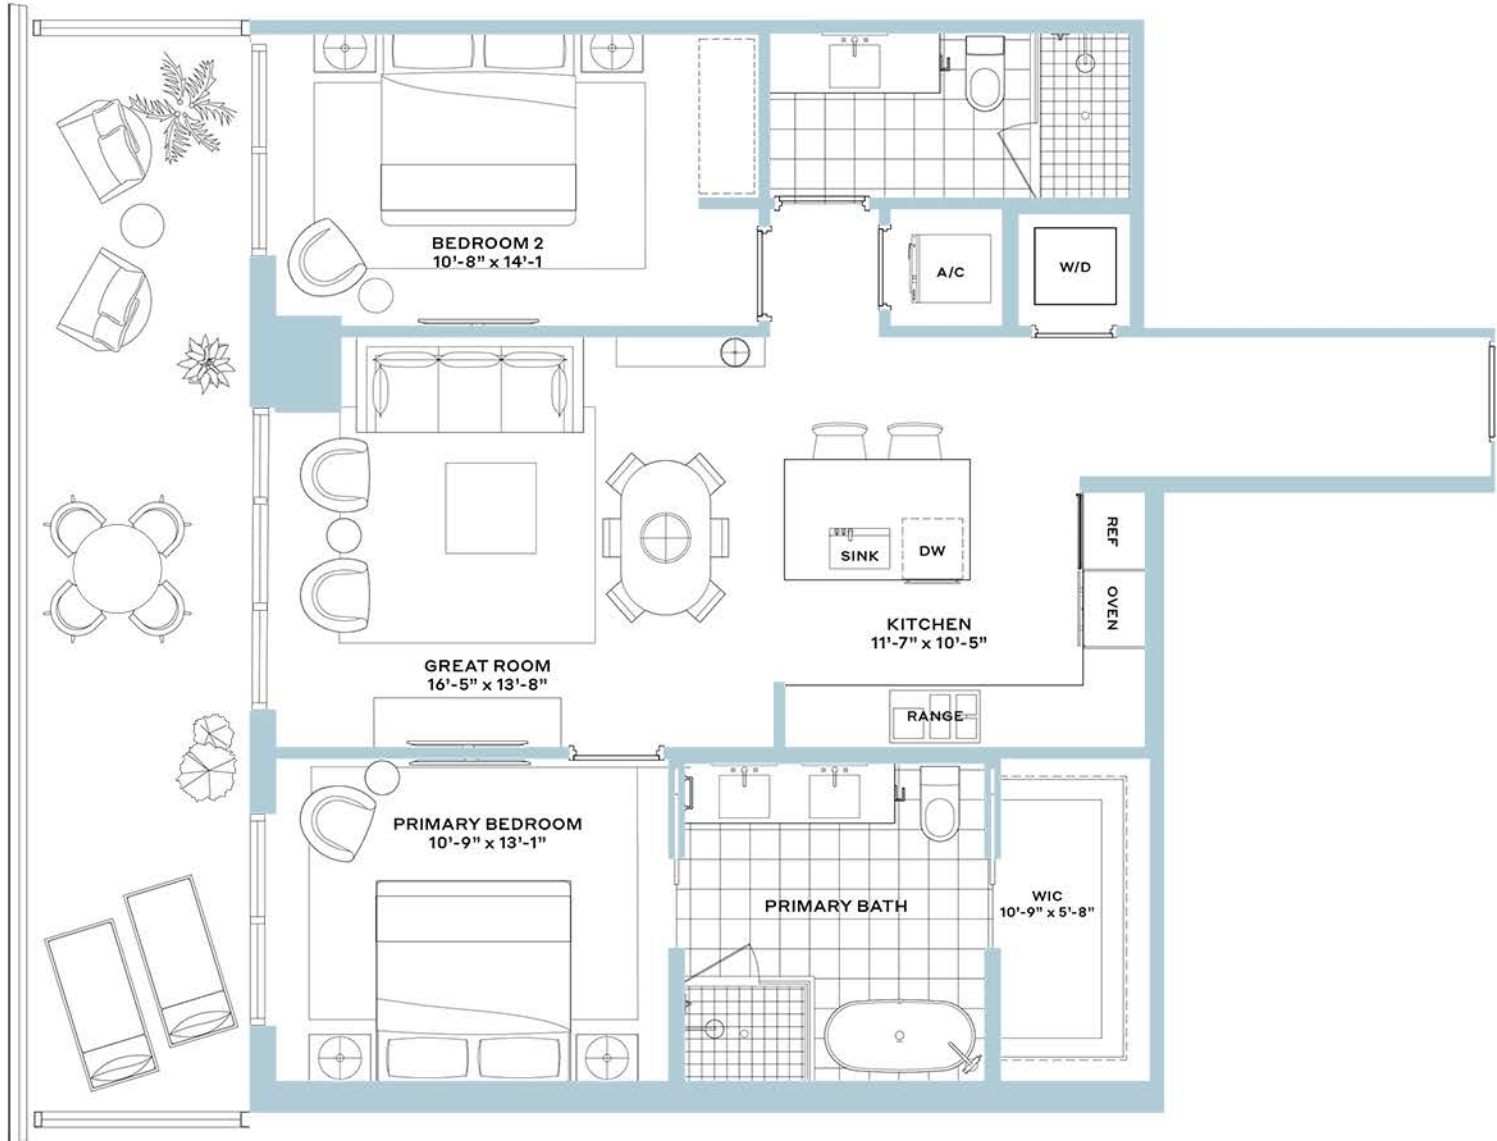 BEDROOM 2
10'-8" x 14'-1
A/C
W/D
SINK
DW
REF
OVEN
KITCHEN
11'-7" x 10'-5"
GREAT ROOM
16'-5" x 13'-8"
RANGE
PRIMARY BEDROOM
10'-9" x 13'-1"
PRIMARY BATH
WIC
10'-9" x 5'-8"